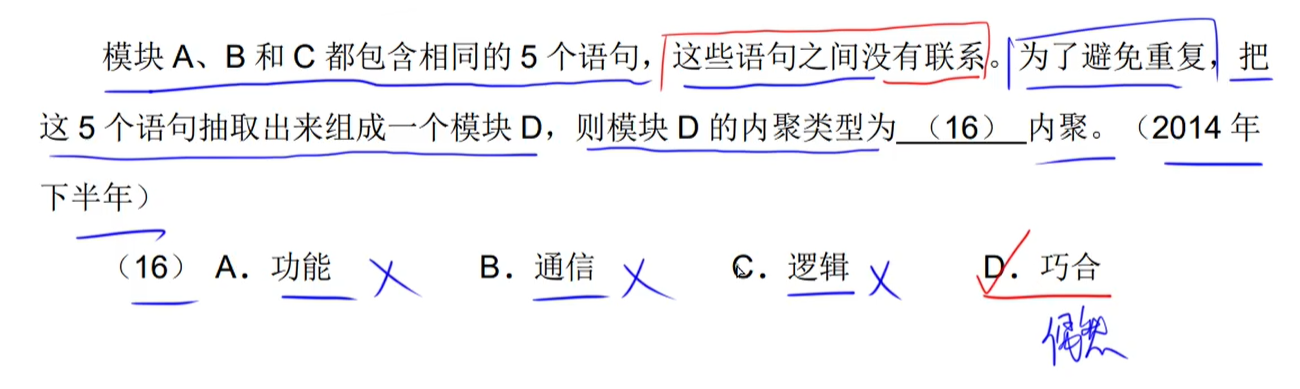 模块 A、B 和 C 都包含相同的 5 个语句，这些语句之间没有联系。为了避免重复，把
这 5 个语句抽取出来组成一个模块 D，则模块 D 的内聚类型为 （16） 内聚。（2014 年
下半年）
（16） A．功能 B．通信 C．逻辑 D．巧合
偶然